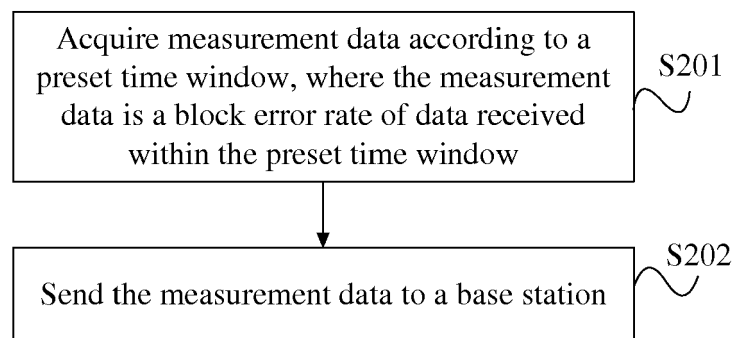 Acquire measurement data according to a
preset time window, where the measurement
data is a block error rate of data received
within the preset time window
S201
Send the measurement data to a base station
S202